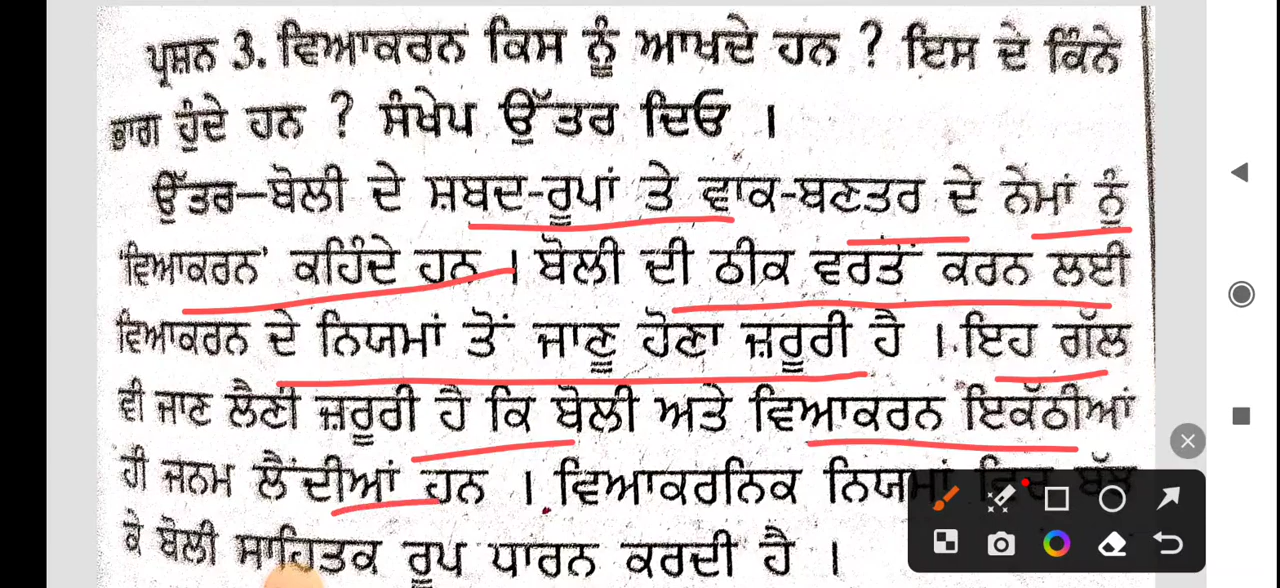 ਪ੍ਰਸ਼ਨ 3. ਵਿਆਕਰਨ ਕਿਸ ਨੂੰ ਆਖਦੇ ਹਨ ? ਇਸ ਦੇ ਕਿੰਨੇ
ਭਾਗ ਹੁੰਦੇ ਹਨ ? ਸੰਖੇਪ ਉੱਤਰ ਦਿਓ ।
ਉੱਤਰ—ਬੋਲੀ ਦੇ ਸ਼ਬਦ-ਰੂਪਾਂ ਤੇ ਵਾਕ-ਬਣਤਰ ਦੇ ਨੇਮਾਂ ਨੂੰ
'ਵਿਆਕਰਨ' ਕਹਿੰਦੇ ਹਨ । ਬੋਲੀ ਦੀ ਠੀਕ ਵਰਤੋਂ ਕਰਨ ਲਈ
ਵਿਆਕਰਨ ਦੇ ਨਿਯਮਾਂ ਤੋਂ ਜਾਣੂ ਹੋਣਾ ਜ਼ਰੂਰੀ ਹੈ । ਇਹ ਗੱਲ
ਵੀ ਜਾਣ ਲੈਣੀ ਜ਼ਰੂਰੀ ਹੈ ਕਿ ਬੋਲੀ ਅਤੇ ਵਿਆਕਰਨ ਇਕੱਠੀਆਂ
ਹੀ ਜਨਮ ਲੈਂਦੀਆਂ ਹਨ । ਵਿਆਕਰਨਿਕ ਨਿਯਮਾਂ ਵਿਚ ਬੱਝ
ਕੇ ਬੋਲੀ ਸਾਹਿਤਕ ਰੂਪ ਧਾਰਨ ਕਰਦੀ ਹੈ ।